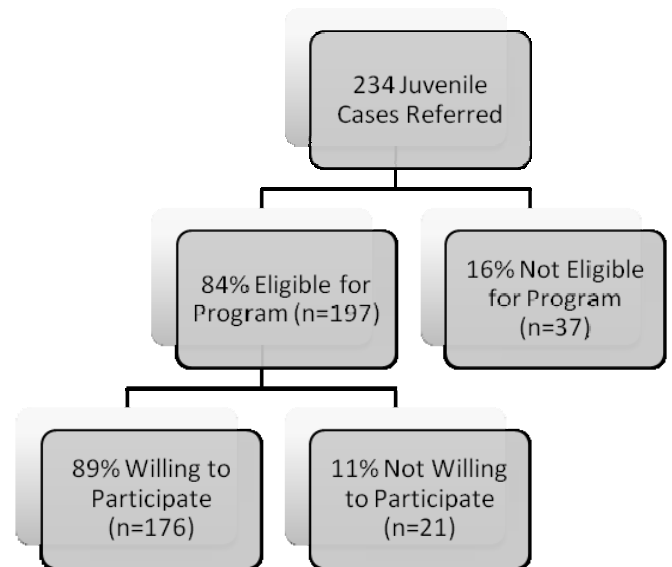 234 Juvenile
Cases Referred
84% Eligible for
Program (n=197)
16% Not Eligible
for Program
(n=37)
89% Willing to
Participate
(n=176)
11% Not Willing
to Participate
(n=21)